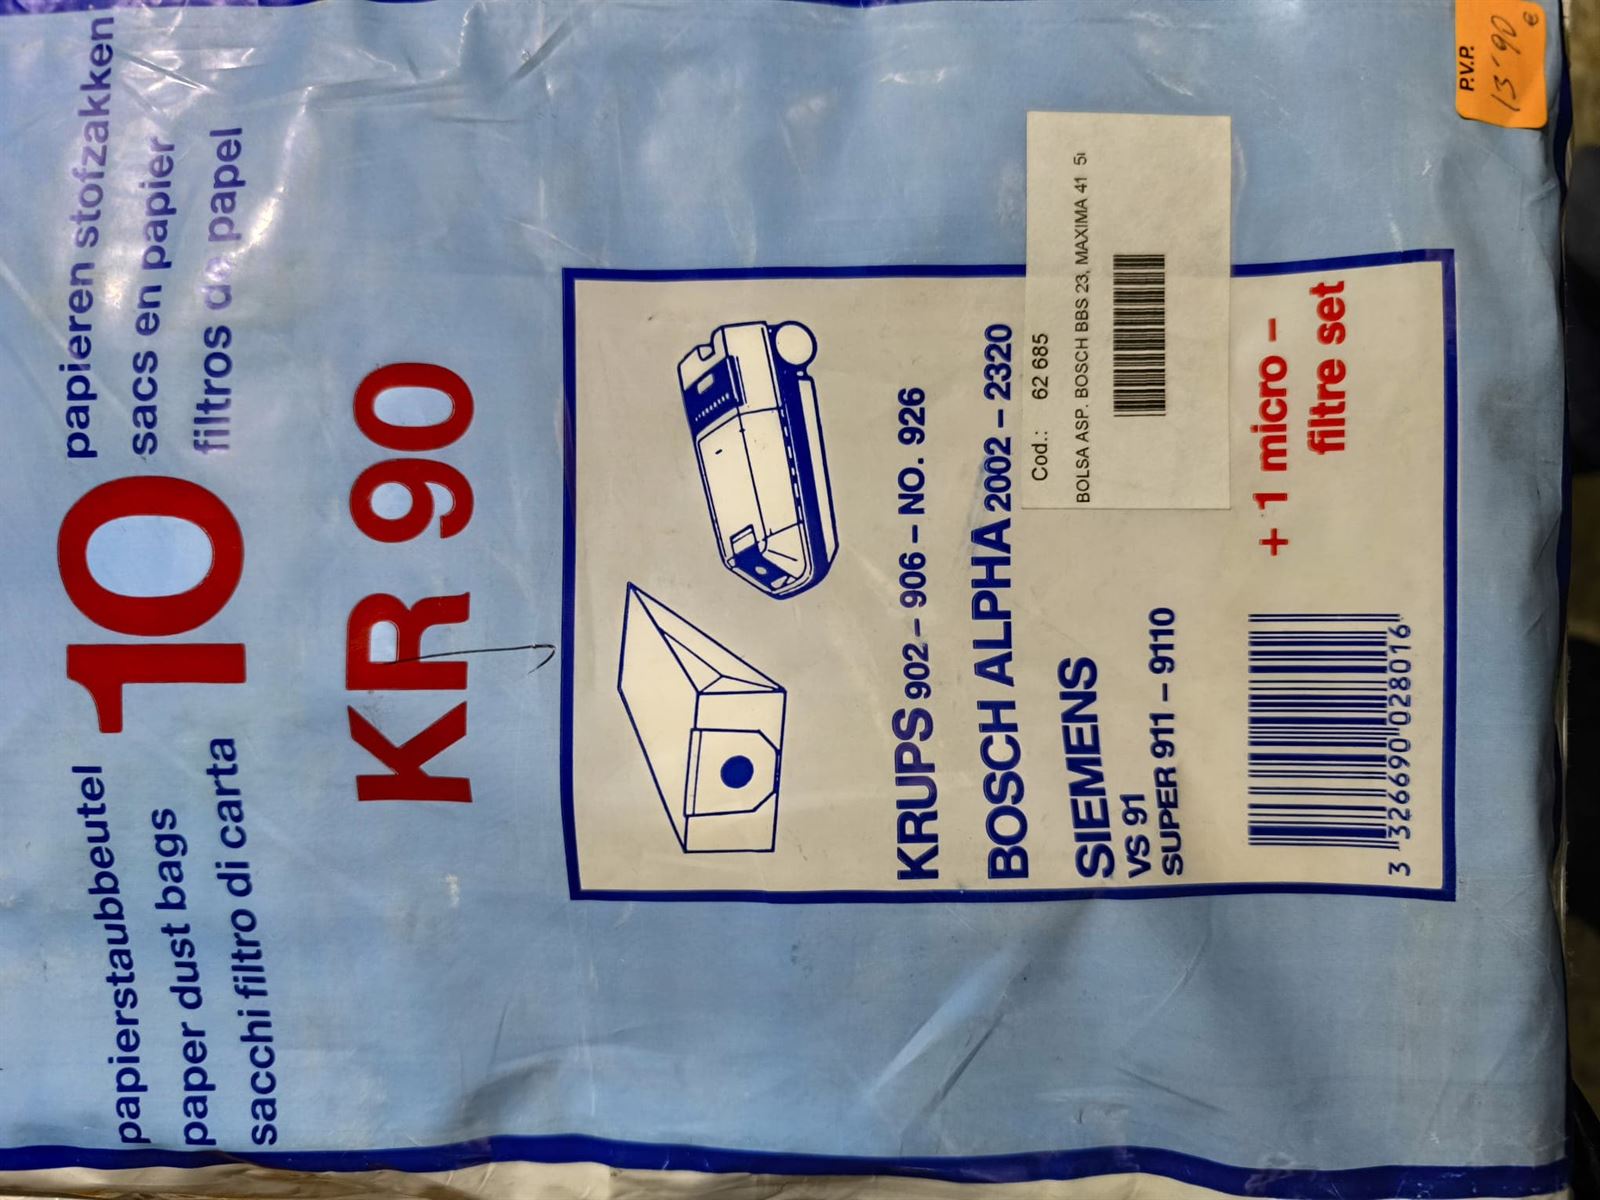 papierstaubbeutel
paper dust bags
sacchi filtro di carta
10
papieren stofzakken
sacs en papier
filtros de papel
KR 90
KRUPS 902 – 906 – NO. 926
BOSCH ALPHA 2002 – 2320
SIEMENS
VS 91
SUPER 911 – 9110
Cod.: 62 685
BOLSA ASP. BOSCH BBS 23, MAXIMA 41 5
+ 1 micro –
filtre set
3 326690 028016
P.V.P.
13'90
€